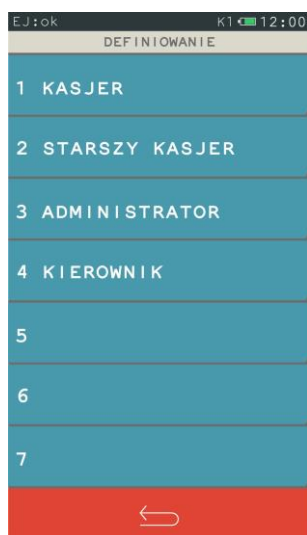 EJ:ok K1 12:00
DEFINIOWANIE
1 KASJER
2 STARSZY KASJER
3 ADMINISTRATOR
4 KIEROWNIK
5
6
7